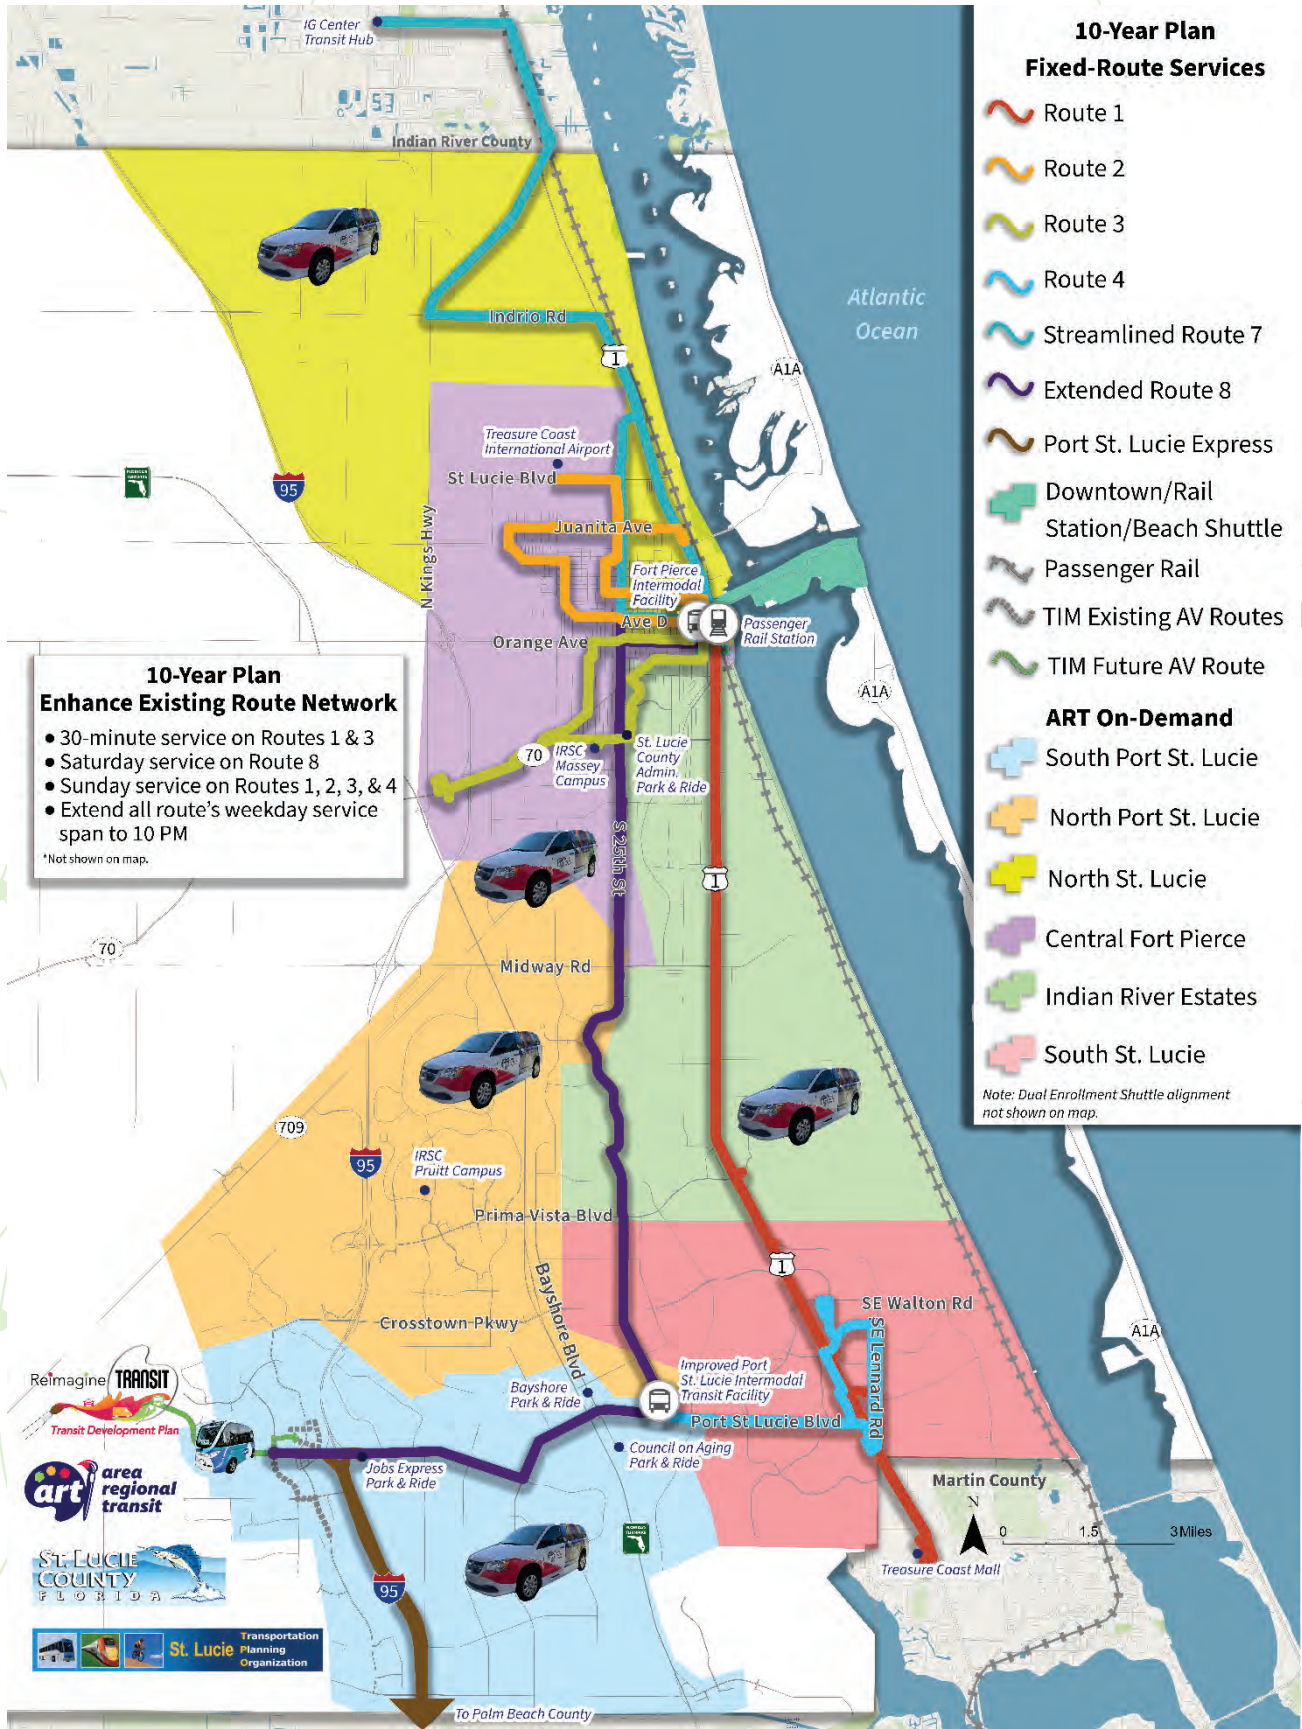 IG Center
Transit Hub
Indian River County
Indrio Rd
1
Atlantic
Ocean
A1A
Treasure Coast
International Airport
St Lucie Blvd
95
Juanita Ave
N Kings Hwy
Fort Pierce
Intermodal
Facility
Ave D
Passenger
Rail Station
Orange Ave
A1A
70
IRSC
Massey
Campus
St. Lucie
County
Admin.
Park & Ride
S 25th St
1
70
Midway Rd
709
95
IRSC
Pruitt Campus
Prima Vista Blvd
1
Bayshore Blvd
SE Walton Rd
SE Lennard Rd
Crosstown Pkwy
A1A
Improved Port
St. Lucie Intermodal
Transit Facility
Bayshore
Park & Ride
Port St Lucie Blvd
Council on Aging
Park & Ride
Jobs Express
Park & Ride
Martin County
N
0 1.5 3 Miles
Treasure Coast Mall
95
To Palm Beach County
10-Year Plan
Enhance Existing Route Network
● 30-minute service on Routes 1 & 3
● Saturday service on Route 8
● Sunday service on Routes 1, 2, 3, & 4
● Extend all route's weekday service
span to 10 PM
*Not shown on map.
Reimagine TRANSIT
Transit Development Plan
art area
regional
transit
ST. LUCIE
COUNTY
FLORIDA
St. Lucie Transportation
Planning
Organization
10-Year Plan
Fixed-Route Services
Route 1
Route 2
Route 3
Route 4
Streamlined Route 7
Extended Route 8
Port St. Lucie Express
Downtown/Rail
Station/Beach Shuttle
Passenger Rail
TIM Existing AV Routes
TIM Future AV Route
ART On-Demand
South Port St. Lucie
North Port St. Lucie
North St. Lucie
Central Fort Pierce
Indian River Estates
South St. Lucie
Note: Dual Enrollment Shuttle alignment
not shown on map.